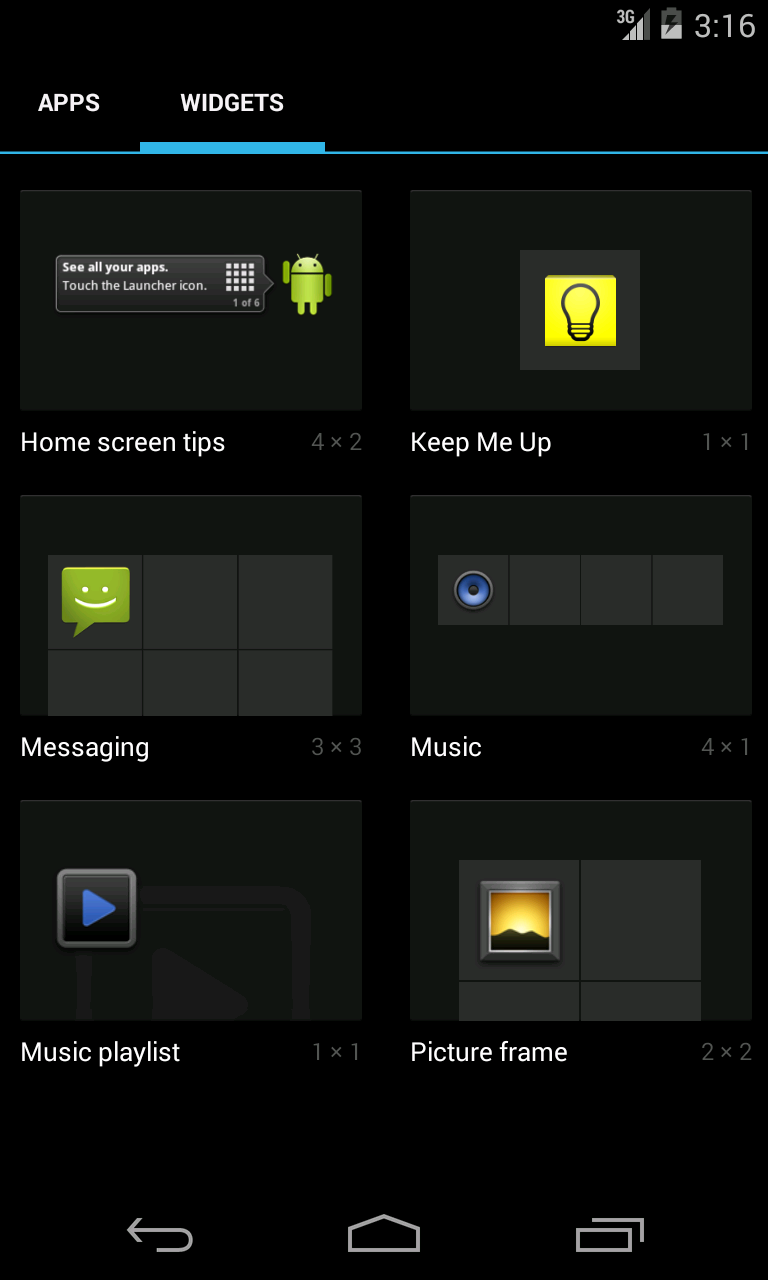 3G 3:16
APPS WIDGETS
See all your apps.
Touch the Launcher icon.
1 of 6
Home screen tips 4 × 2
Keep Me Up 1 × 1
Messaging 3 × 3
Music 4 × 1
Music playlist 1 × 1
Picture frame 2 × 2